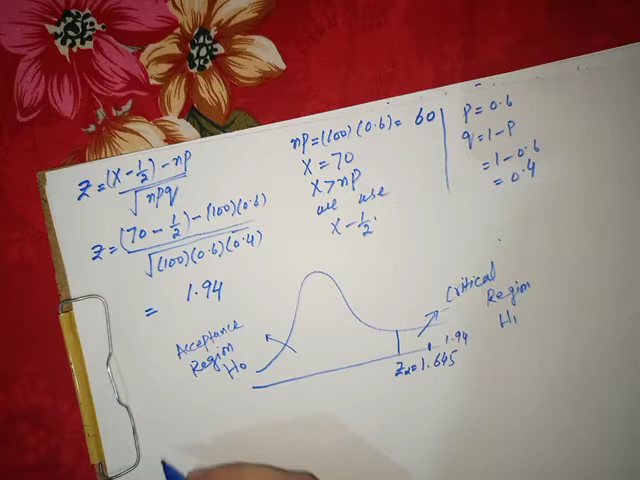 Z = (X - 1/2) - np / √npq
Z = (70 - 1/2) - (100)(0.6) / √(100)(0.6)(0.4)
= 1.94
np = (100)(0.6) = 60
X = 70
X > np
we use
X - 1/2.
P = 0.6
q = 1 - P
= 1 - 0.6
= 0.4
Acceptance
Region
H₀
Critical
Region
H₁
1.94
Zα = 1.645